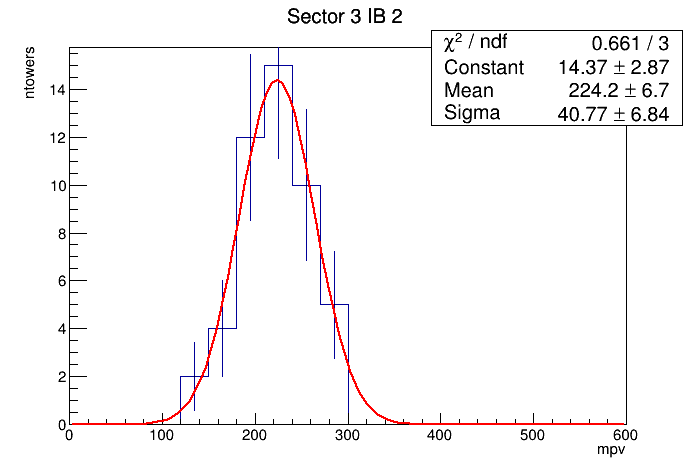 Sector 3 IB 2
χ² / ndf 0.661 / 3
Constant 14.37 ± 2.87
Mean 224.2 ± 6.7
Sigma 40.77 ± 6.84
ntowers
14
12
10
8
6
4
2
0
0 100 200 300 400 500 600
mpv